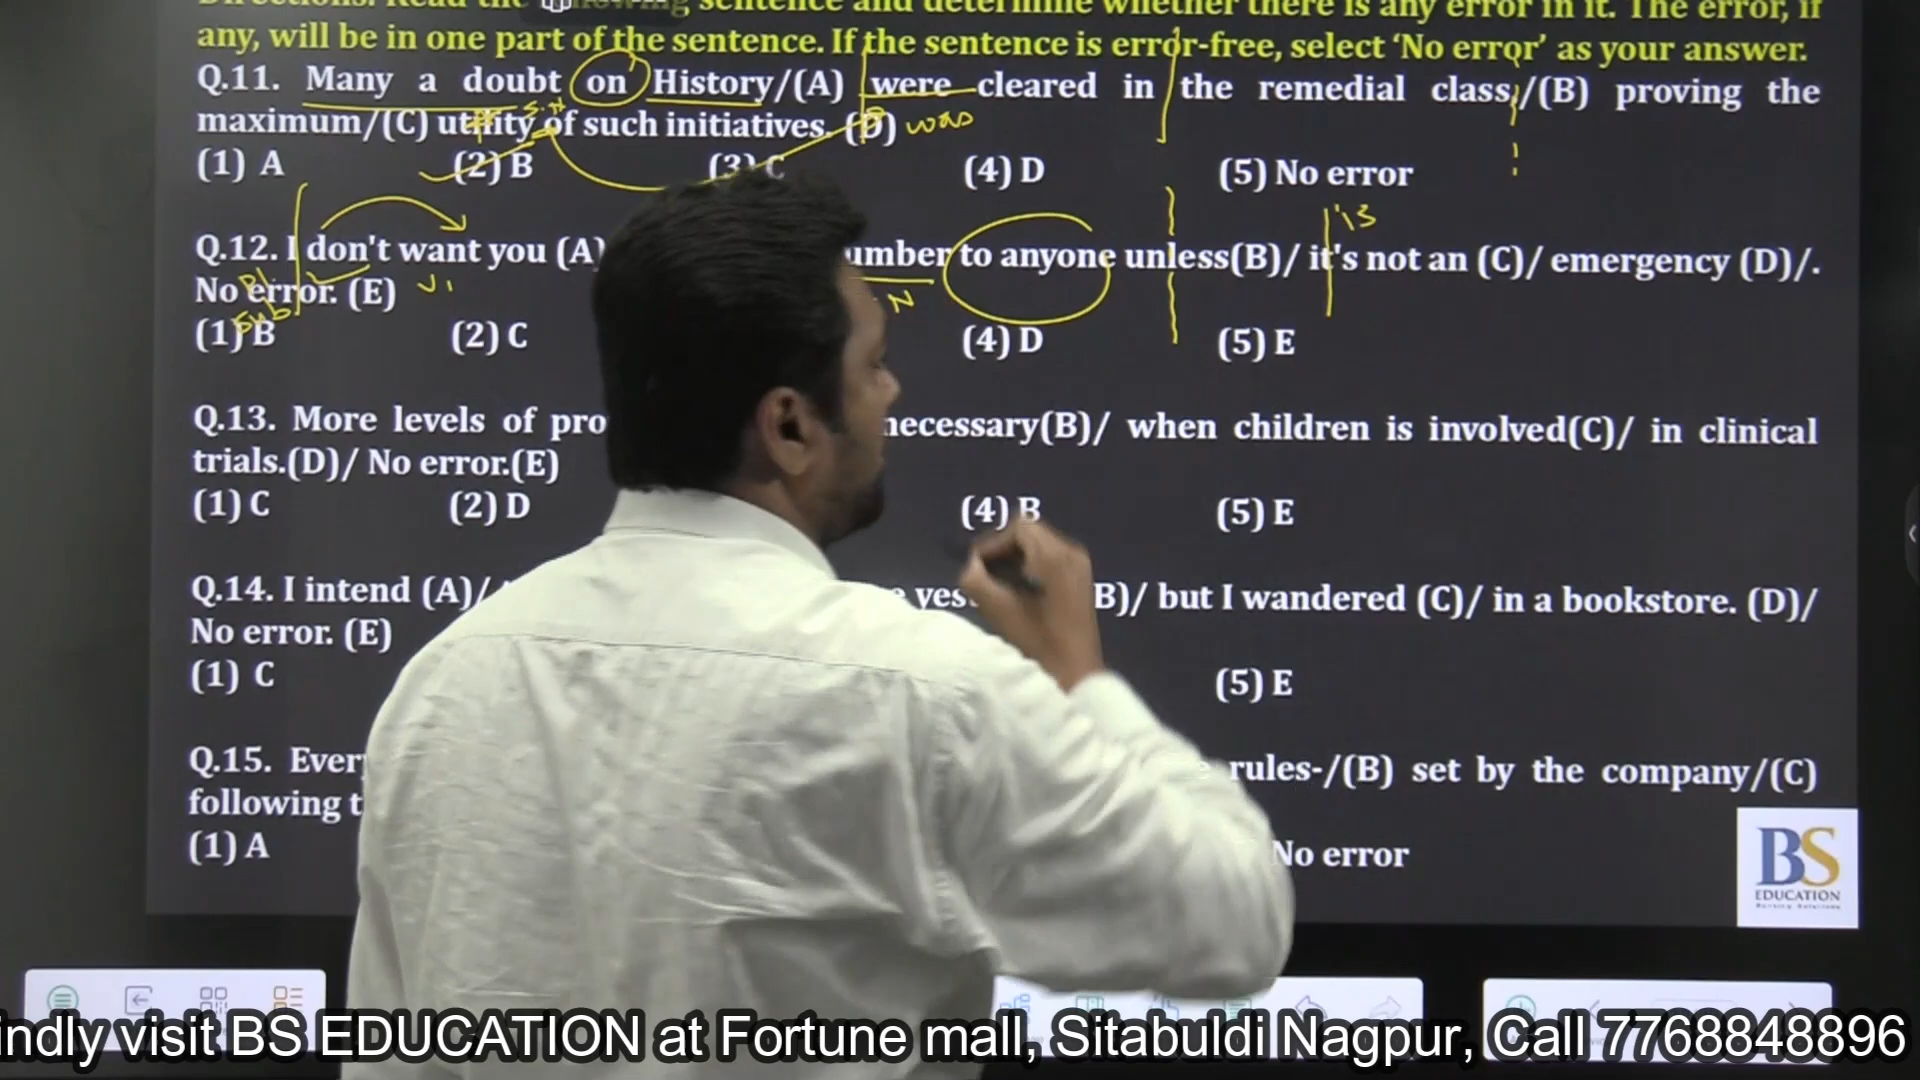 any, will be in one part of the sentence. If the sentence is error-free, select ‘No error’ as your answer.
Q.11. Many a doubt on History/(A) were cleared in the remedial class,/(B) proving the
maximum/(C) utility of such initiatives. (D) was
(1) A (2) B (3) C (4) D (5) No error
Q.12. I don't want you (A) to anyone unless(B)/ it's not an (C)/ emergency (D)/.
No error. (E)
(1) B (2) C (4) D (5) E
Q.13. More levels of necessary(B)/ when children is involved(C)/ in clinical
trials.(D)/ No error.(E)
(1) C (2) D (4) B (5) E
Q.14. I intend (A)/ B)/ but I wandered (C)/ in a bookstore. (D)/
No error. (E)
(1) C (5) E
Q.15. rules-/(B) set by the company/(C)
following
(1) A No error
BS
EDUCATION
indly visit BS EDUCATION at Fortune mall, Sitabuldi Nagpur, Call 7768848896